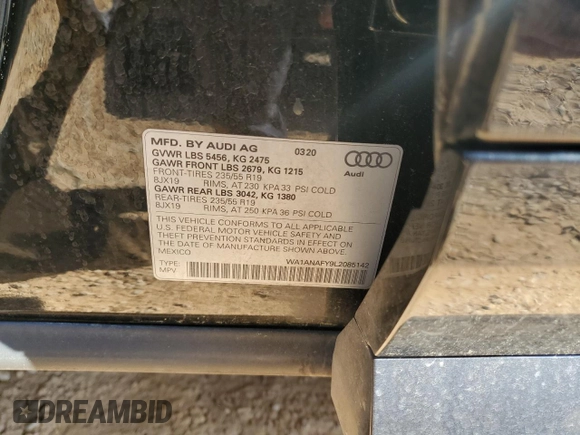 MFD. BY AUDI AG 03 20
GVWR LBS 5456, KG 2475
GAWR FRONT LBS 2679, KG 1215
FRONT-TIRES 235/55 R19
8JX19 RIMS, AT 230 KPA 33 PSI COLD
GAWR REAR LBS 3042, KG 1380
REAR-TIRES 235/55 R19
8JX19 RIMS, AT 250 KPA 36 PSI COLD
THIS VEHICLE CONFORMS TO ALL APPLICABLE
U.S. FEDERAL MOTOR VEHICLE SAFETY AND
THEFT PREVENTION STANDARDS IN EFFECT ON
THE DATE OF MANUFACTURE SHOWN ABOVE.
MEXICO
TYPE: WA1ANAFY9L2085142
MPV
Audi
DREAMBID